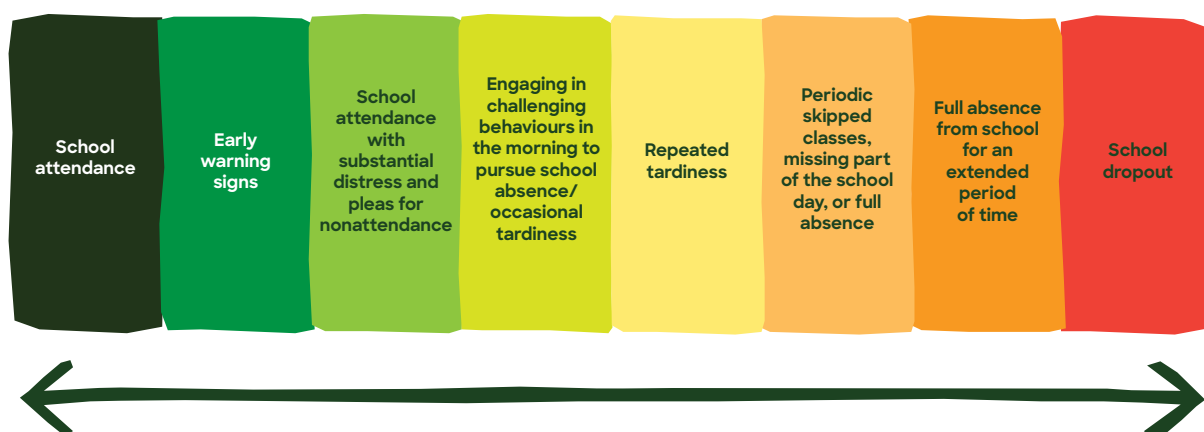 School
attendance
Early
warning
signs
School
attendance
with
substantial
distress and
pleas for
nonattendance
Engaging in
challenging
behaviours in
the morning to
pursue school
absence/
occasional
tardiness
Repeated
tardiness
Periodic
skipped
classes,
missing part
of the school
day, or full
absence
Full absence
from school
for an
extended
period
of time
School
dropout